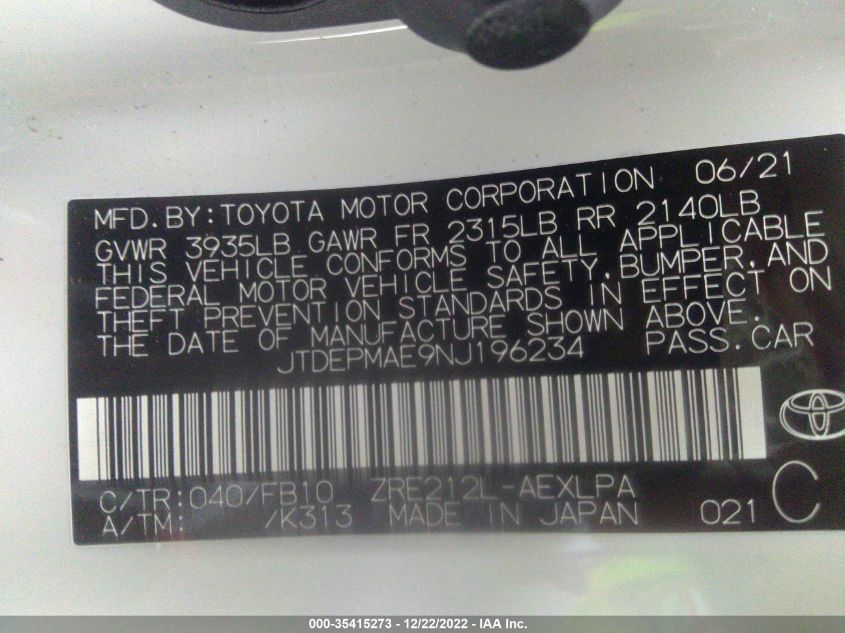 MFD.BY:TOYOTA MOTOR CORPORATION 06/21
GVWR 3935LB GAWR FR 2315LB RR 2140LB
THIS VEHICLE CONFORMS TO ALL APPLICABLE
FEDERAL MOTOR VEHICLE SAFETY, BUMPER, AND
THEFT PREVENTION STANDARDS IN EFFECT ON
THE DATE OF MANUFACTURE SHOWN ABOVE.
JTDEPMAE9NJ196234 PASS.CAR
C/TR:040/FB10 ZRE212L-AEXLPA
A/TM: /K313 MADE IN JAPAN 021 C
000-35415273 - 12/22/2022 - IAA Inc.